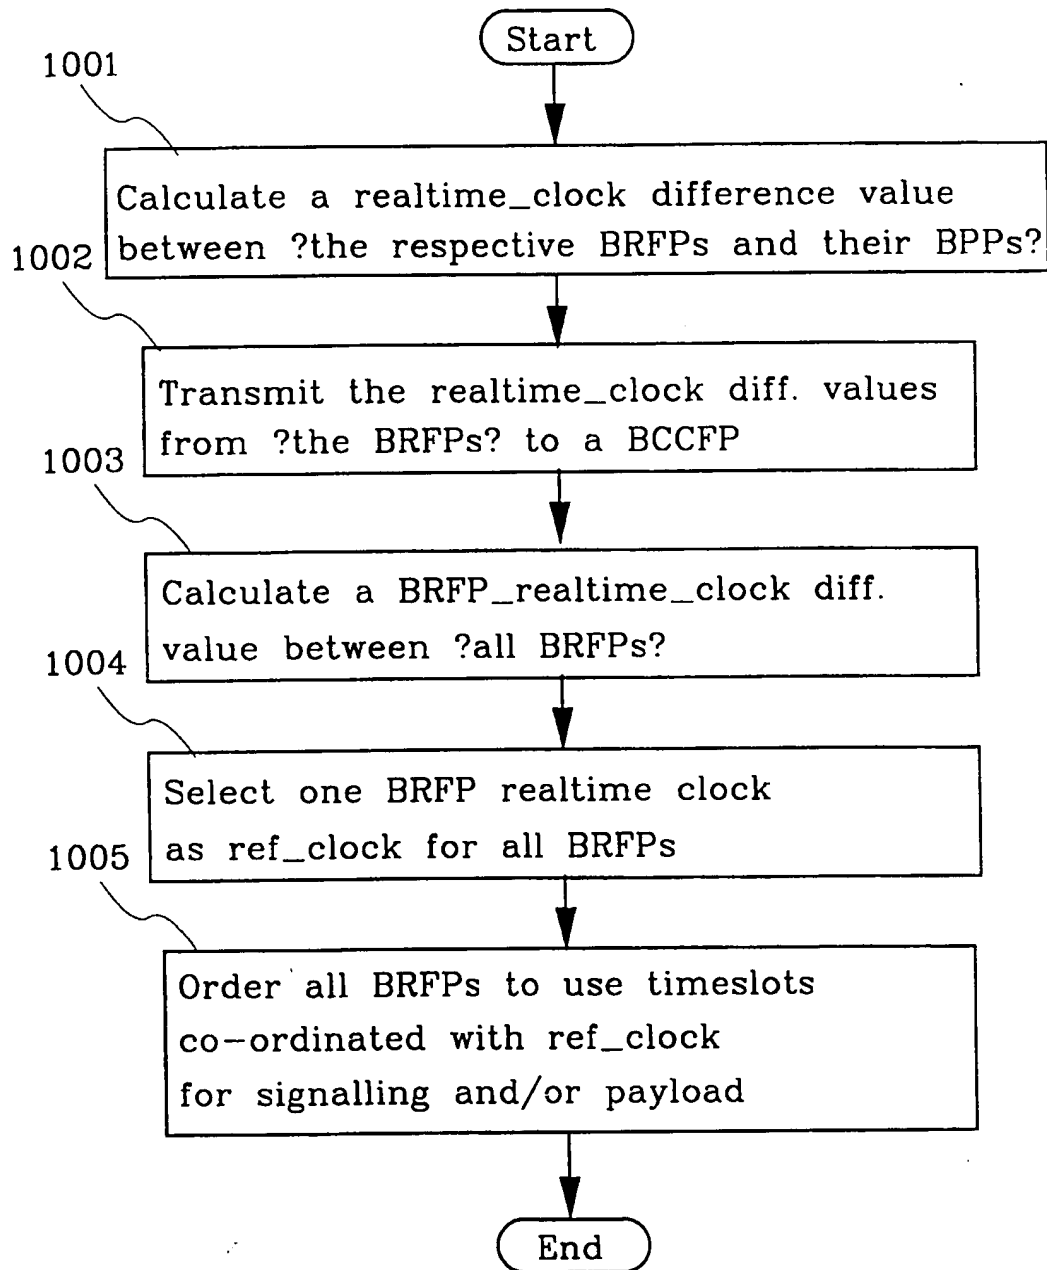 Start
1001
Calculate a realtime_clock difference value
between ?the respective BRFPs and their BPPs?
1002
Transmit the realtime_clock diff. values
from ?the BRFPs? to a BCCFP
1003
Calculate a BRFP_realtime_clock diff.
value between ?all BRFPs?
1004
Select one BRFP realtime clock
as ref_clock for all BRFPs
1005
Order all BRFPs to use timeslots
co-ordinated with ref_clock
for signalling and/or payload
End